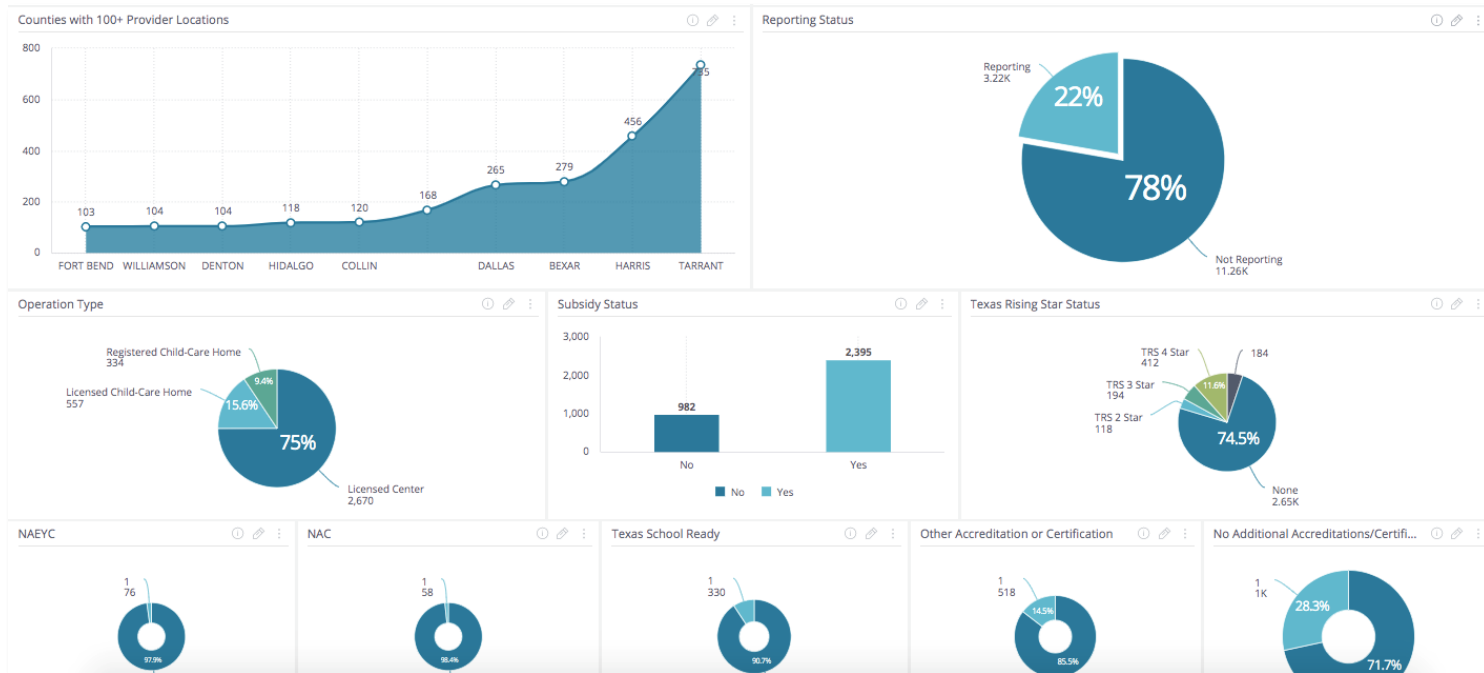 Counties with 100+ Provider Locations
800
600
400
200
0
103
104
104
118
120
168
265
279
456
735
FORT BEND
WILLIAMSON
DENTON
HIDALGO
COLLIN
DALLAS
BEXAR
HARRIS
TARRANT
Reporting Status
Reporting
3.22K
22%
78%
Not Reporting
11.26K
Operation Type
Registered Child-Care Home
334
9.4%
Licensed Child-Care Home
557
15.6%
75%
Licensed Center
2,670
Subsidy Status
3,000
2,000
1,000
0
982
2,395
No
Yes
No
Yes
Texas Rising Star Status
TRS 4 Star
412
184
11.6%
TRS 3 Star
194
TRS 2 Star
118
74.5%
None
2.65K
NAEYC
1
76
97.9%
NAC
1
58
98.4%
Texas School Ready
1
330
90.7%
Other Accreditation or Certification
1
518
14.5%
85.5%
No Additional Accreditations/Certifi...
1
1K
28.3%
71.7%